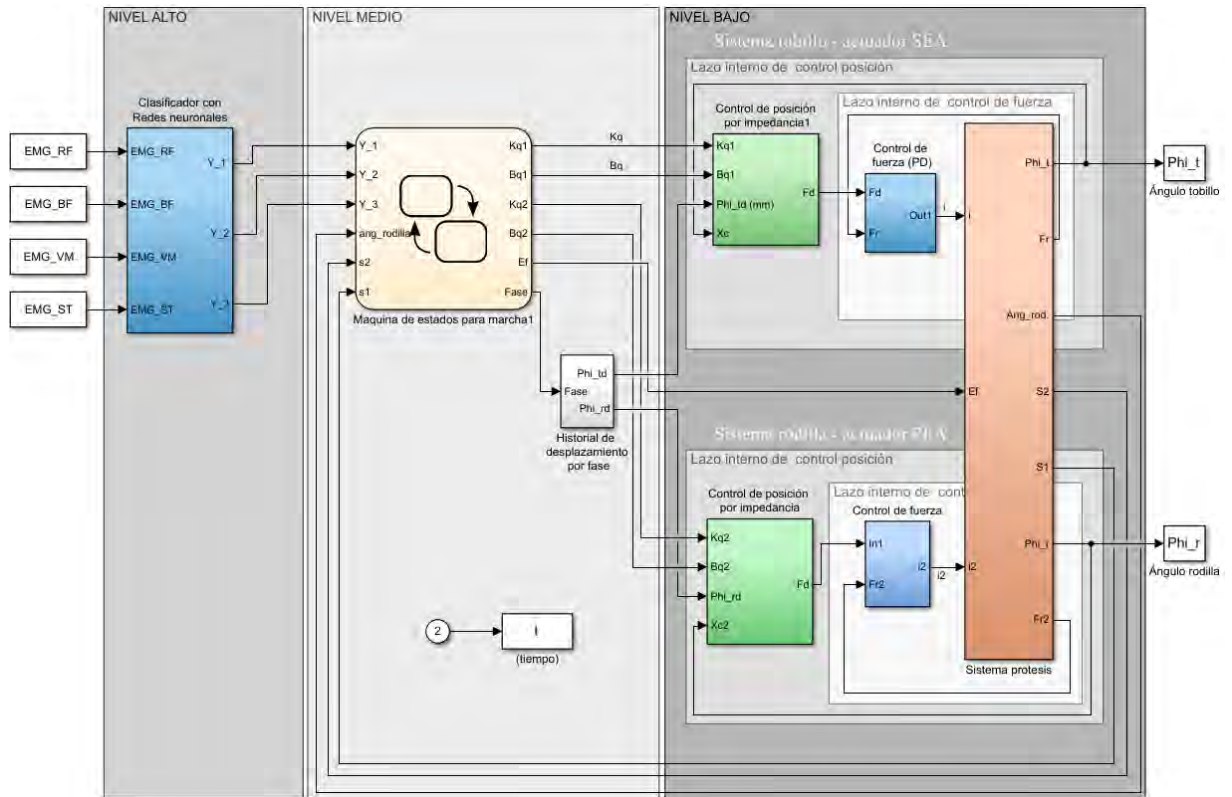 NIVEL ALTO
NIVEL MEDIO
NIVEL BAJO
Sistema tobillo - actuador SEA
Lazo interno de control posición
Lazo interno de control de fuerza
Clasificador con
Redes neuronales
EMG_RF
EMG_BF
EMG_VM
EMG_ST
EMG_RF
EMG_BF
EMG_VM
EMG_ST
Y_1
Y_2
Y_3
Y_1
Y_2
Y_3
ang_rodilla
s2
s1
Kq1
Bq1
Kq2
Bq2
Ef
Fase
Maquina de estados para marcha1
Kq
Bq
Control de posición
por impedancia1
Kq1
Bq1
Phi_td (mm)
Xc
Fd
Control de
fuerza (PD)
Fd
Fr
Out1
i
i
Ef
i2
Phi_t
Fr
Ang_rod
S2
S1
Phi_r
Fr2
Sistema protesis
Phi_t
Ángulo tobillo
Phi_r
Ángulo rodilla
Fase
Phi_td
Phi_rd
Historial de
desplazamiento
por fase
Sistema rodilla - actuador PEA
Lazo interno de control posición
Lazo interno de cont
Control de posición
por impedancia
Kq2
Bq2
Phi_rd
Xc2
Fd
Control de fuerza
In1
Fr2
i2
i2
2
t
(tiempo)